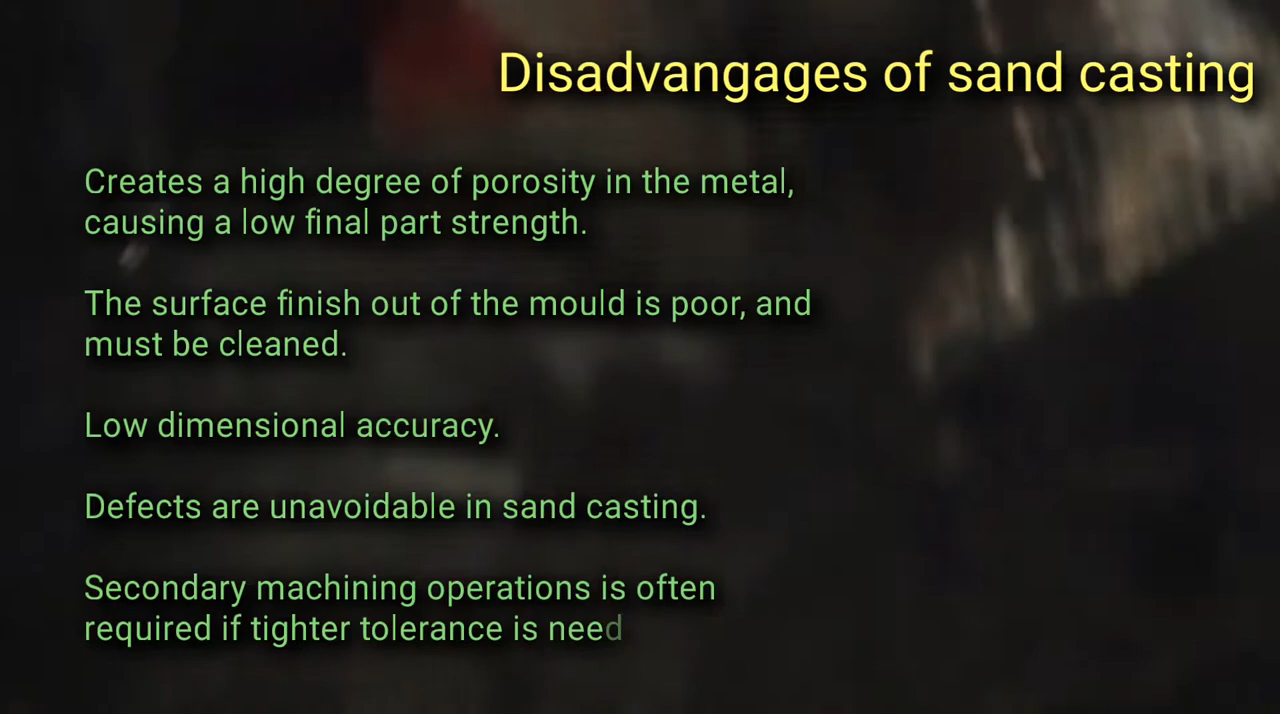 Disadvangages of sand casting
Creates a high degree of porosity in the metal,
causing a low final part strength.
The surface finish out of the mould is poor, and
must be cleaned.
Low dimensional accuracy.
Defects are unavoidable in sand casting.
Secondary machining operations is often
required if tighter tolerance is need